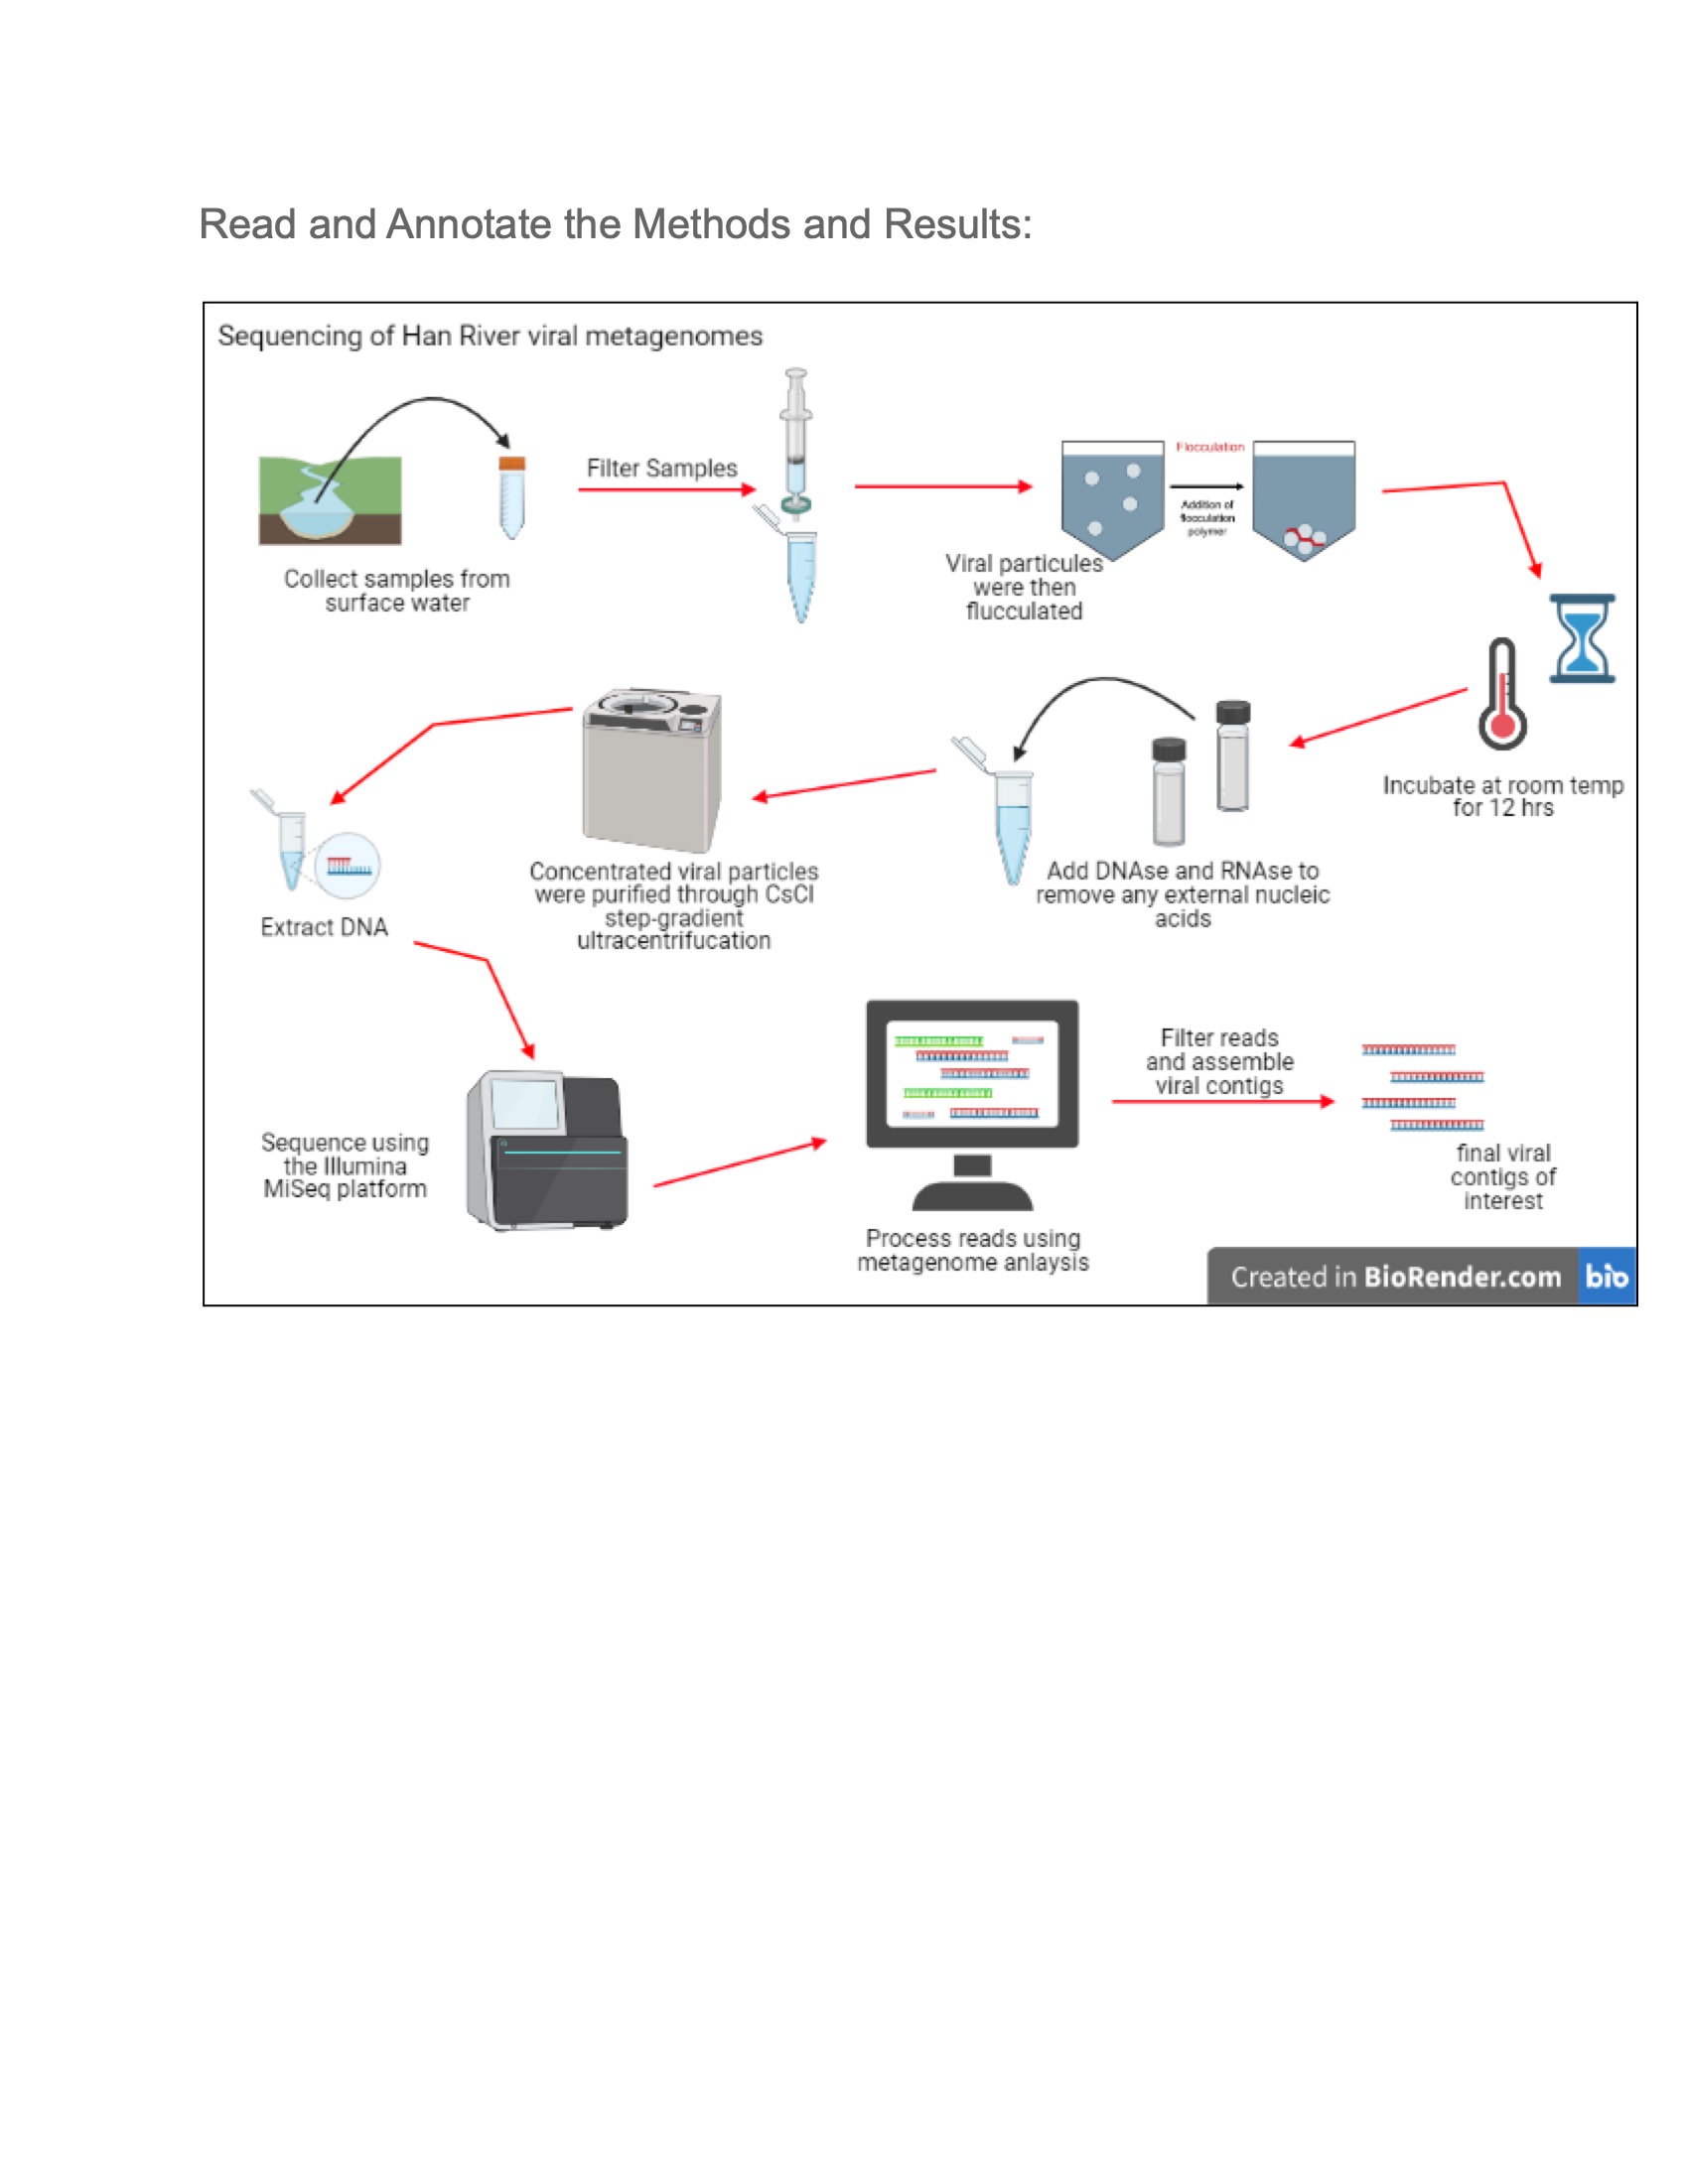 Read and Annotate the Methods and Results:
Sequencing of Han River viral metagenomes
Collect samples from
surface water
Filter Samples
Viral particules
were then
flucculated
Flocculation
Addition of
flocculation
polymer
Incubate at room temp
for 12 hrs
Add DNAse and RNAse to
remove any external nucleic
acids
Concentrated viral particles
were purified through CsCl
step-gradient
ultracentrifucation
Extract DNA
Sequence using
the Illumina
MiSeq platform
Process reads using
metagenome anlaysis
Filter reads
and assemble
viral contigs
final viral
contigs of
interest
Created in BioRender.com bio